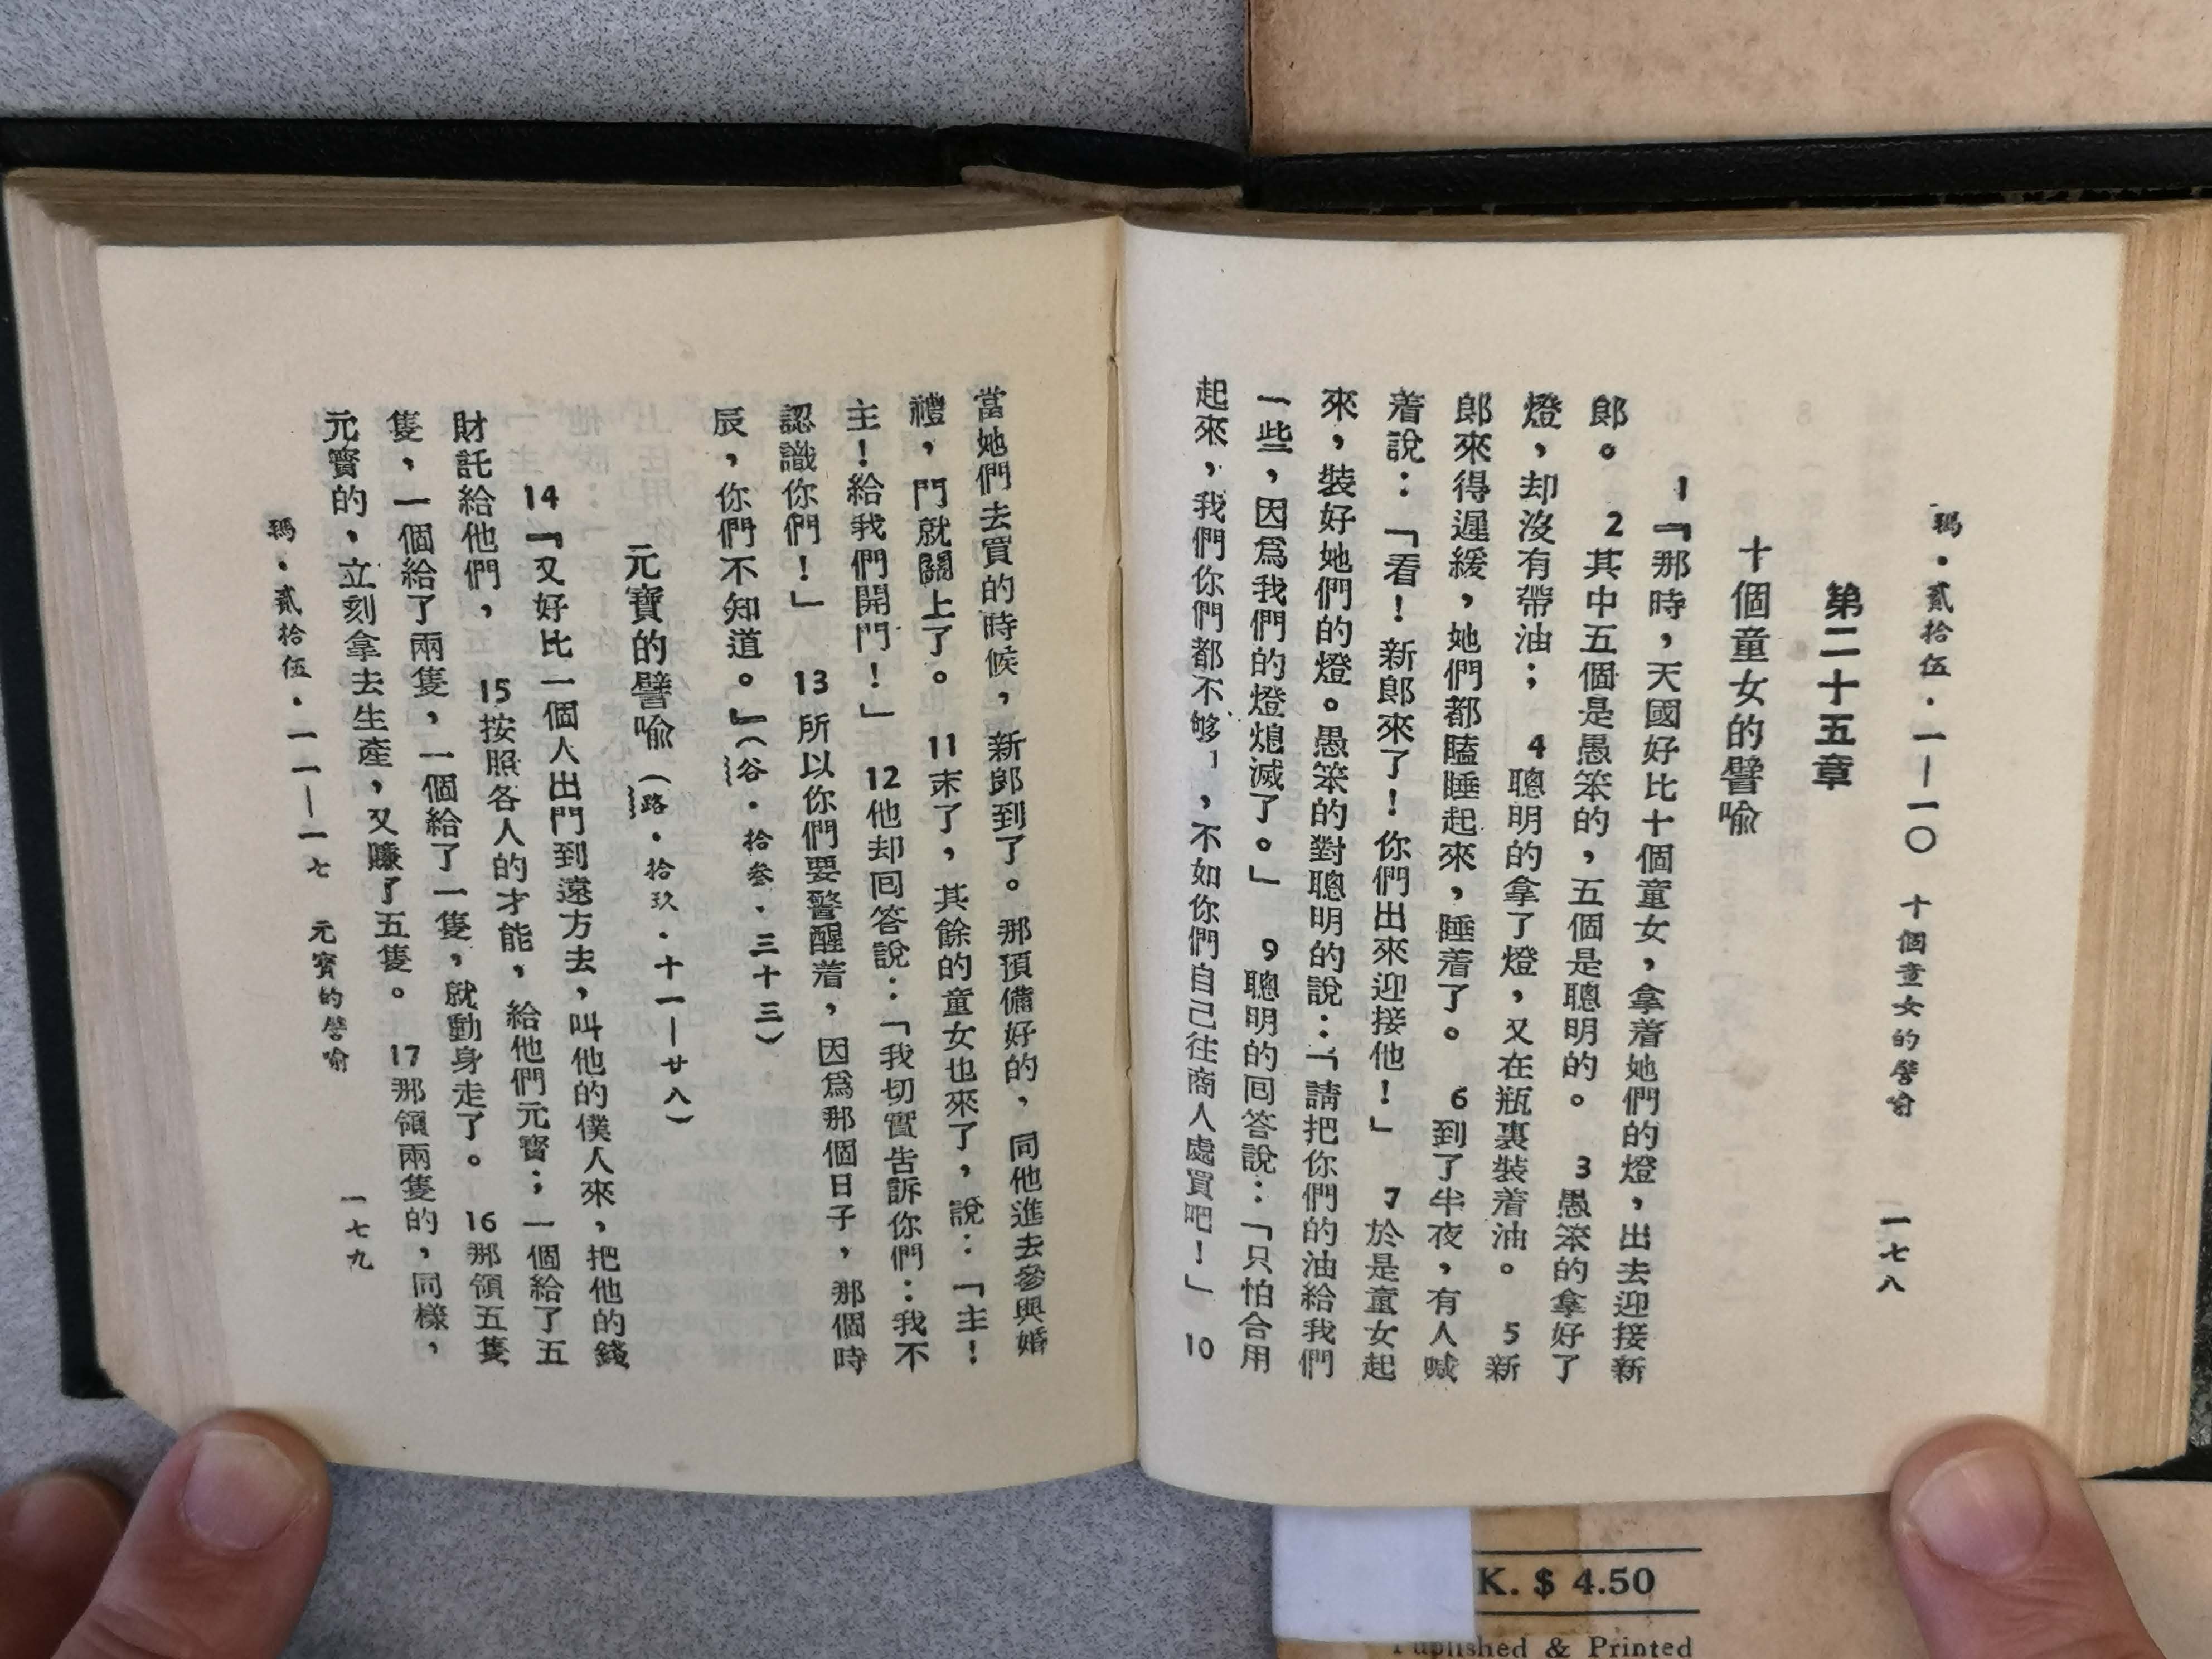 瑪·貳拾伍·一—一〇　十個童女的譬喻　一七八
第二十五章
十個童女的譬喻
1『那時，天國好比十個童女，拿着她們的燈，出去迎接新
郎。　2其中五個是愚笨的，五個是聰明的。　3愚笨的拿好了
燈，却沒有帶油；　4聰明的拿了燈，又在瓶裏裝着油。　5新
郎來得遲緩，她們都瞌睡起來，睡着了。　6到了半夜，有人喊
着說：「看！新郎來了！你們出來迎接他！」　7於是童女起
來，裝好她們的燈。愚笨的對聰明的說：「請把你們的油給我們
一些，因爲我們的燈熄滅了。」　9聰明的囘答說：「只怕合用
起來，我們你們都不够，不如你們自己往商人處買吧！」　10
當她們去買的時候，新郎到了。那預備好的，同他進去參與婚
禮，門就關上了。　11末了，其餘的童女也來了，說：「主！
主！給我們開門！」　12他却囘答說：「我切實告訴你們：我不
認識你們！」　13所以你們要警醒着，因爲那個日子，那個時
辰，你們不知道。』（谷·拾叁·三十三）
元寶的譬喻（路·拾玖·十一—廿八）
14『又好比一個人出門到遠方去，叫他的僕人來，把他的錢
財託給他們，　15按照各人的才能，給他們元寶；一個給了五
隻，一個給了兩隻，一個給了一隻，就動身走了。　16那領五隻
元寶的，立刻拿去生產，又賺了五隻。　17那領兩隻的，同樣，
瑪·貳拾伍·一一—一七　元寶的譬喻　一七九
K. $ 4.50
Published & Printed